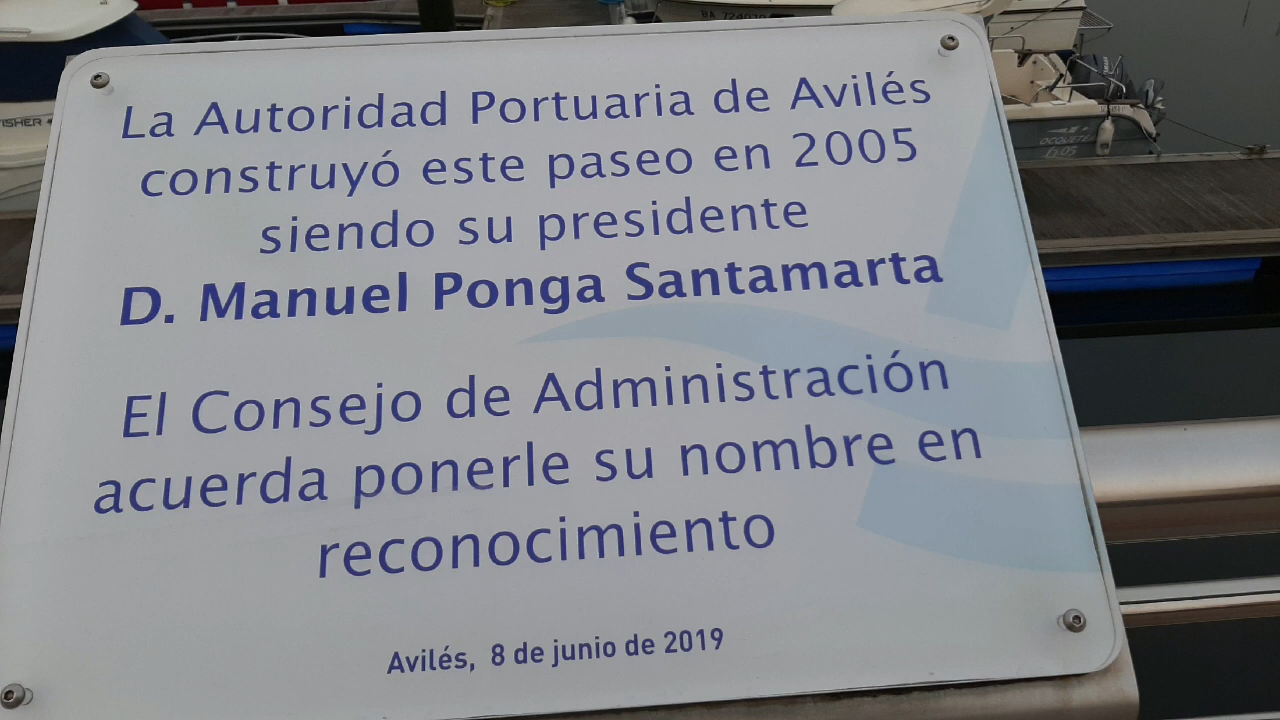 La Autoridad Portuaria de Avilés
construyó este paseo en 2005
siendo su presidente
D. Manuel Ponga Santamarta
El Consejo de Administración
acuerda ponerle su nombre en
reconocimiento
Avilés, 8 de junio de 2019